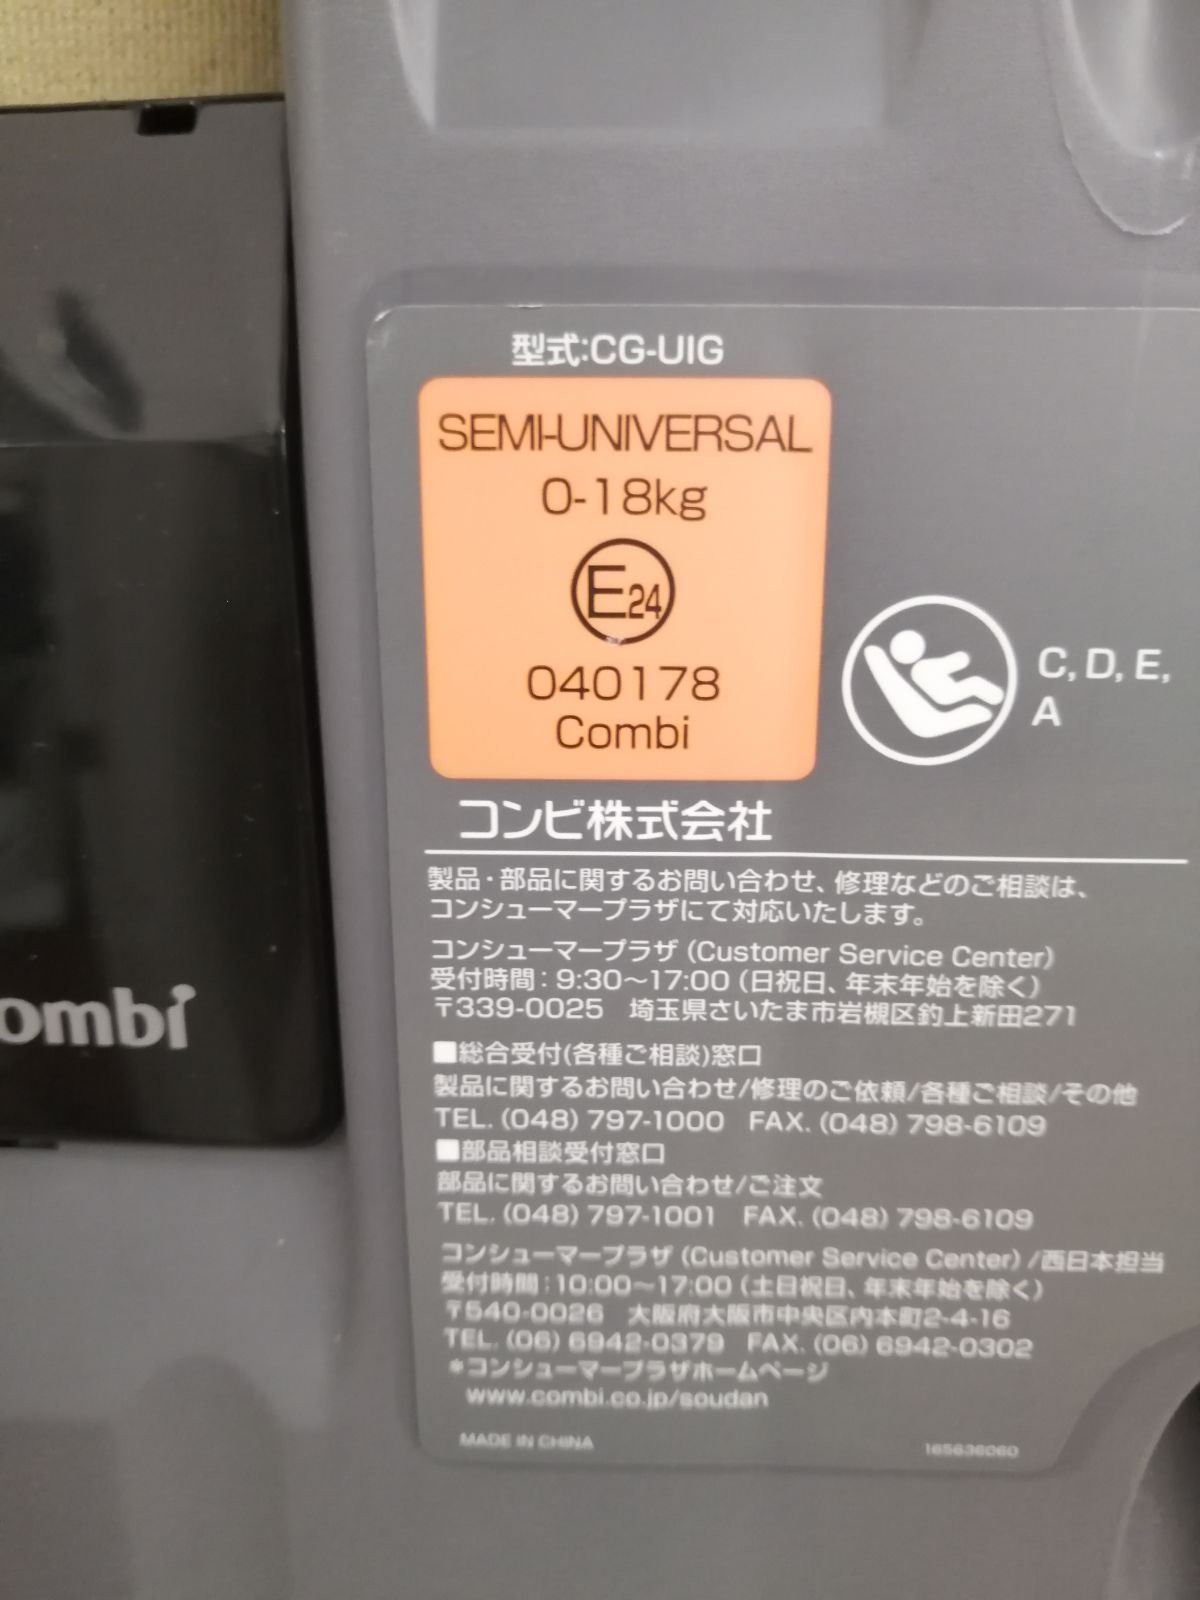 型式:CG-UIG
SEMI-UNIVERSAL
0-18kg
E24
040178
Combi
C, D, E,
A
コンビ株式会社
製品・部品に関するお問い合わせ、修理などのご相談は、
コンシューマープラザにて対応いたします。
コンシューマープラザ (Customer Service Center)
受付時間:9:30〜17:00 (日祝日、年末年始を除く)
〒339-0025 埼玉県さいたま市岩槻区釣上新田271
■総合受付(各種ご相談)窓口
製品に関するお問い合わせ/修理のご依頼/各種ご相談/その他
TEL. (048) 797-1000 FAX. (048) 798-6109
■部品相談受付窓口
部品に関するお問い合わせ/ご注文
TEL. (048) 797-1001 FAX. (048) 798-6109
コンシューマープラザ (Customer Service Center) /西日本担当
受付時間:10:00〜17:00 (土日祝日、年末年始を除く)
〒540-0026 大阪府大阪市中央区内本町2-4-16
TEL. (06) 6942-0379 FAX. (06) 6942-0302
*コンシューマープラザホームページ
www.combi.co.jp/soudan
MADE IN CHINA 165636060
ombi